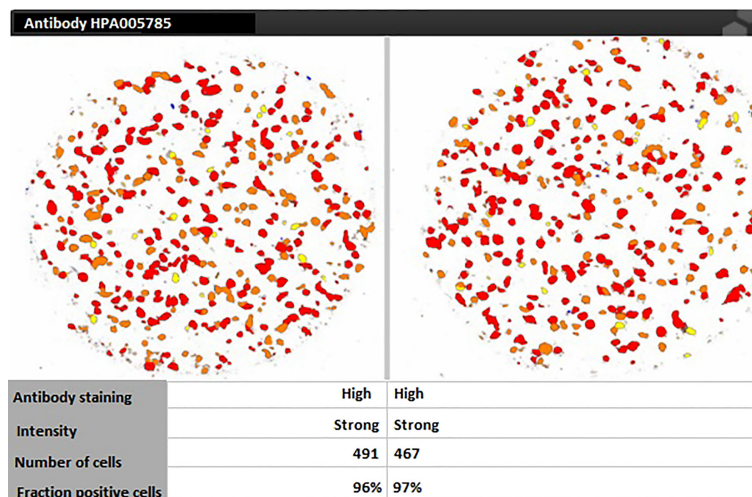 Antibody HPA005785
Antibody staining High High
Intensity Strong Strong
Number of cells 491 467
Fraction positive cells 96% 97%